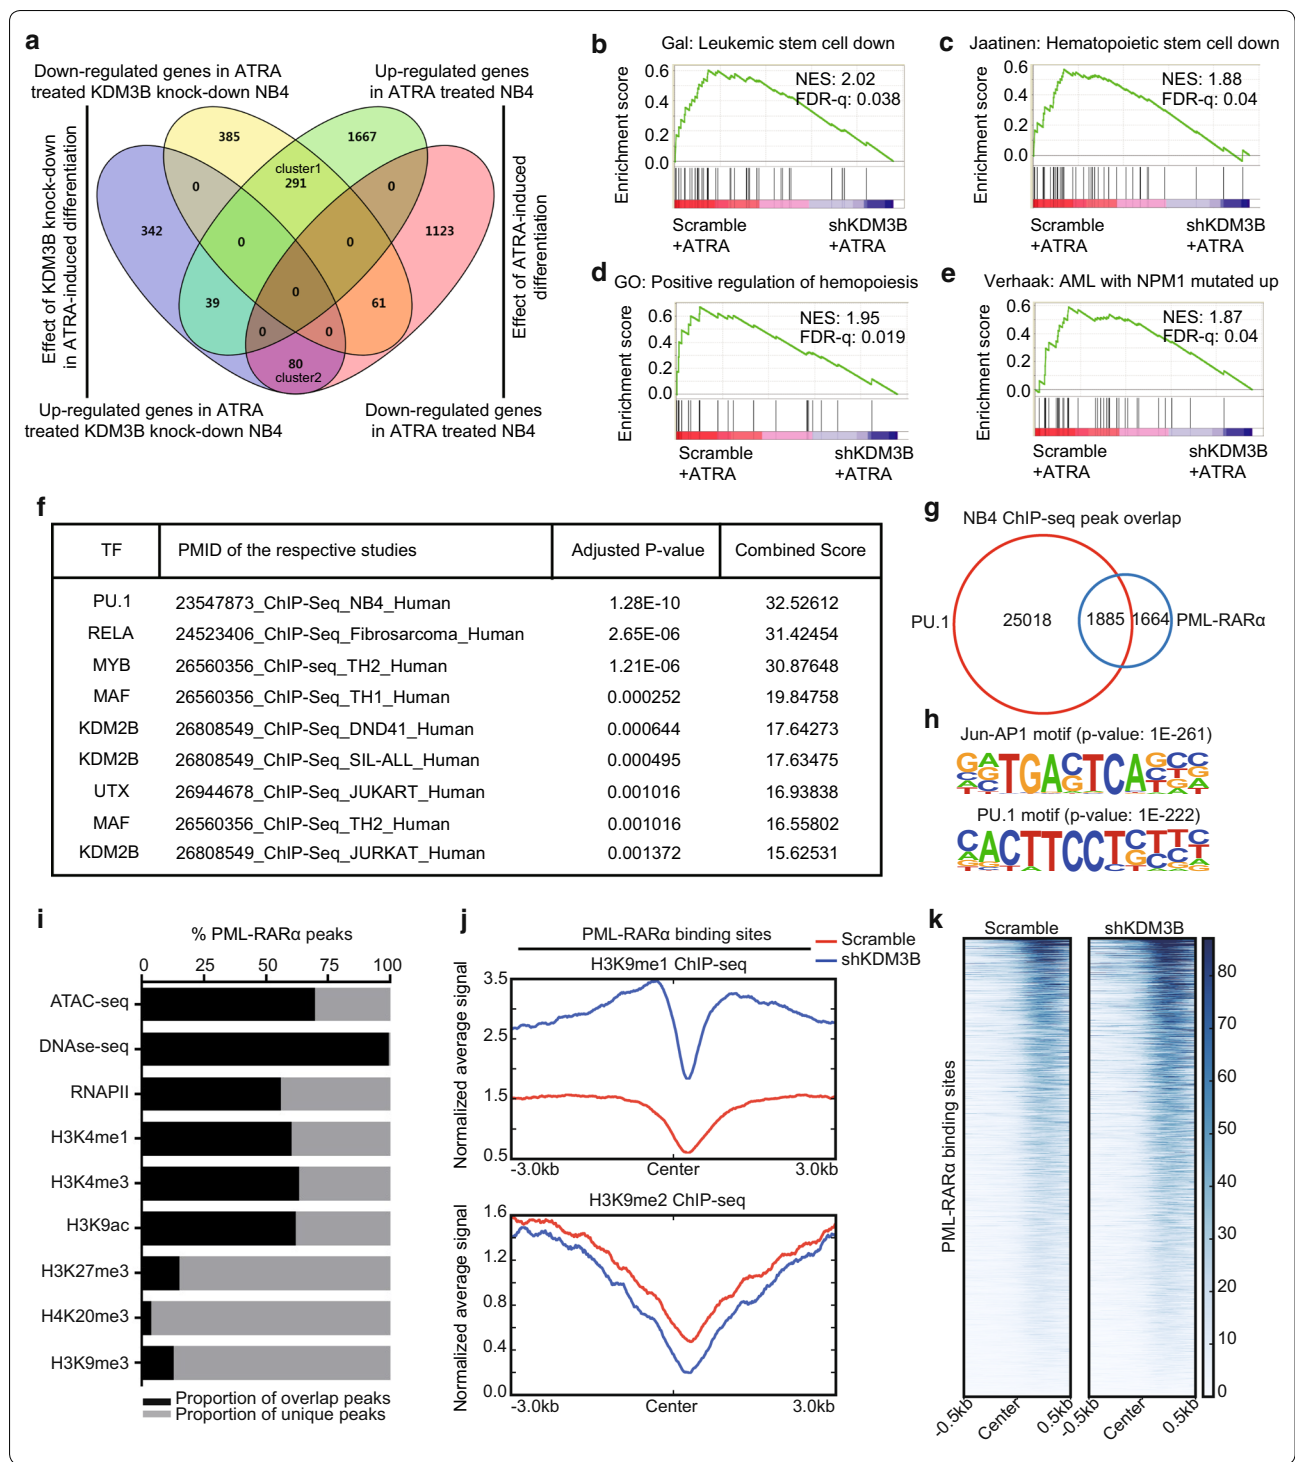 a
Down-regulated genes in ATRA
treated KDM3B knock-down NB4
Up-regulated genes
in ATRA treated NB4
Effect of KDM3B knock-down
in ATRA-induced differentiation
Effect of ATRA-induced
differentiation
385
1667
cluster1
291
0
0
342
0
0
1123
39
0
61
0
0
80
cluster2
Up-regulated genes in ATRA
treated KDM3B knock-down NB4
Down-regulated genes
in ATRA treated NB4
b
Gal: Leukemic stem cell down
Enrichment score
0.6
0.4
0.2
0.0
NES: 2.02
FDR-q: 0.038
Scramble
+ATRA
shKDM3B
+ATRA
c
Jaatinen: Hematopoietic stem cell down
Enrichment score
0.6
0.4
0.2
0.0
NES: 1.88
FDR-q: 0.04
Scramble
+ATRA
shKDM3B
+ATRA
d
GO: Positive regulation of hemopoiesis
Enrichment score
0.6
0.4
0.2
0.0
NES: 1.95
FDR-q: 0.019
Scramble
+ATRA
shKDM3B
+ATRA
e
Verhaak: AML with NPM1 mutated up
Enrichment score
0.6
0.4
0.2
0.0
NES: 1.87
FDR-q: 0.04
Scramble
+ATRA
shKDM3B
+ATRA
f
TF PMID of the respective studies Adjusted P-value Combined Score
PU.1 23547873_ChIP-Seq_NB4_Human 1.28E-10 32.52612
RELA 24523406_ChIP-Seq_Fibrosarcoma_Human 2.65E-06 31.42454
MYB 26560356_ChIP-seq_TH2_Human 1.21E-06 30.87648
MAF 26560356_ChIP-Seq_TH1_Human 0.000252 19.84758
KDM2B 26808549_ChIP-Seq_DND41_Human 0.000644 17.64273
KDM2B 26808549_ChIP-Seq_SIL-ALL_Human 0.000495 17.63475
UTX 26944678_ChIP-Seq_JUKART_Human 0.001016 16.93838
MAF 26560356_ChIP-Seq_TH2_Human 0.001016 16.55802
KDM2B 26808549_ChIP-Seq_JURKAT_Human 0.001372 15.62531
g
NB4 ChIP-seq peak overlap
PU.1 25018 1885 1664 PML-RARα
h
Jun-AP1 motif (p-value: 1E-261)
GATGACTCAGCC
PU.1 motif (p-value: 1E-222)
CACTTCCTCTTC
i
% PML-RARα peaks
0 25 50 75 100
ATAC-seq
DNAse-seq
RNAPII
H3K4me1
H3K4me3
H3K9ac
H3K27me3
H4K20me3
H3K9me3
Proportion of overlap peaks
Proportion of unique peaks
j
PML-RARα binding sites
Scramble
shKDM3B
H3K9me1 ChIP-seq
Normalized average signal
3.5
2.5
1.5
0.5
-3.0kb Center 3.0kb
H3K9me2 ChIP-seq
Normalized average signal
1.6
1.2
0.8
0.4
0.0
-3.0kb Center 3.0kb
k
Scramble shKDM3B
PML-RARα binding sites
80
70
60
50
40
30
20
10
0
-0.5kb Center 0.5kb -0.5kb Center 0.5kb